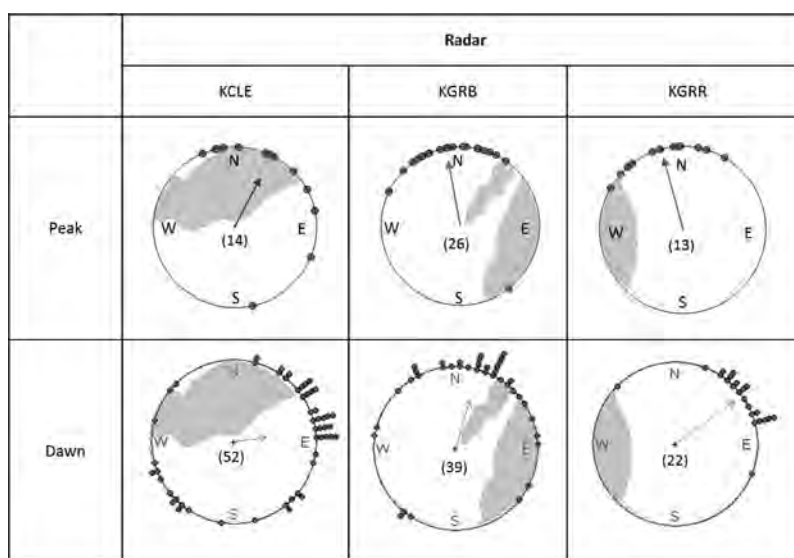 Radar
KCLE KGRB KGRR
Peak
N W E S (14)
N W E S (26)
N W E S (13)
Dawn
N W E S (52)
N W E S (39)
N W E S (22)